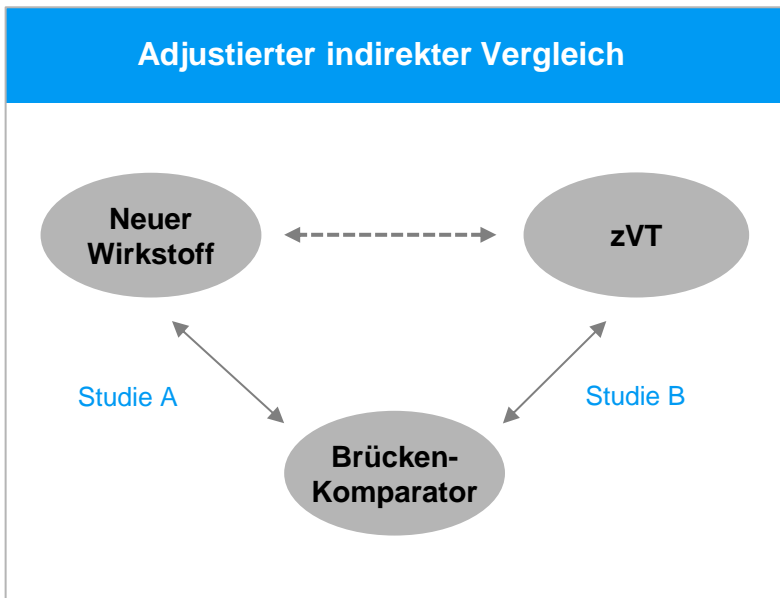 Adjustierter indirekter Vergleich
Neuer
Wirkstoff
zVT
Studie A
Studie B
Brücken-
Komparator